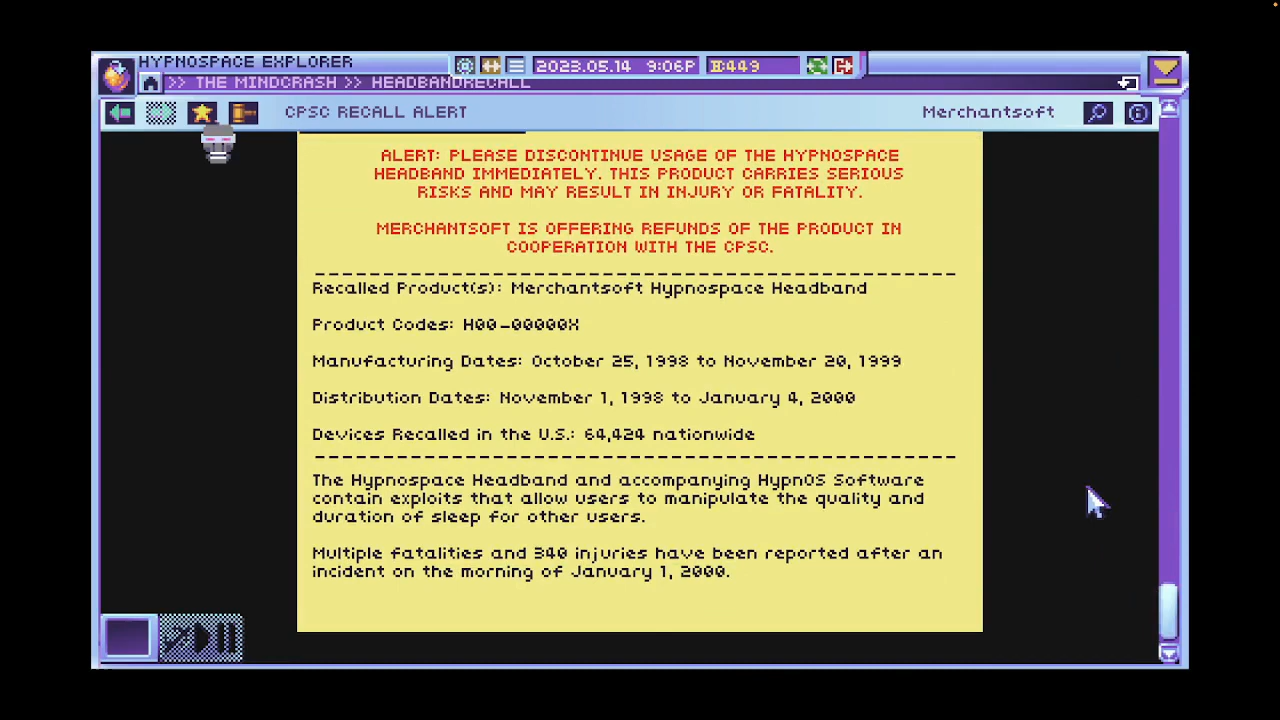 HYPNOSPACE EXPLORER
2023.05.14 9:06P
449
>> THE MINDCRASH >> HEADBANDRECALL
CPSC RECALL ALERT
Merchantsoft
ALERT: PLEASE DISCONTINUE USAGE OF THE HYPNOSPACE
HEADBAND IMMEDIATELY. THIS PRODUCT CARRIES SERIOUS
RISKS AND MAY RESULT IN INJURY OR FATALITY.
MERCHANTSOFT IS OFFERING REFUNDS OF THE PRODUCT IN
COOPERATION WITH THE CPSC.
Recalled Product(s): Merchantsoft Hypnospace Headband
Product Codes: H00-00000X
Manufacturing Dates: October 25, 1998 to November 20, 1999
Distribution Dates: November 1, 1998 to January 4, 2000
Devices Recalled in the U.S.: 64,424 nationwide
The Hypnospace Headband and accompanying HypnOS Software
contain exploits that allow users to manipulate the quality and
duration of sleep for other users.
Multiple fatalities and 340 injuries have been reported after an
incident on the morning of January 1, 2000.